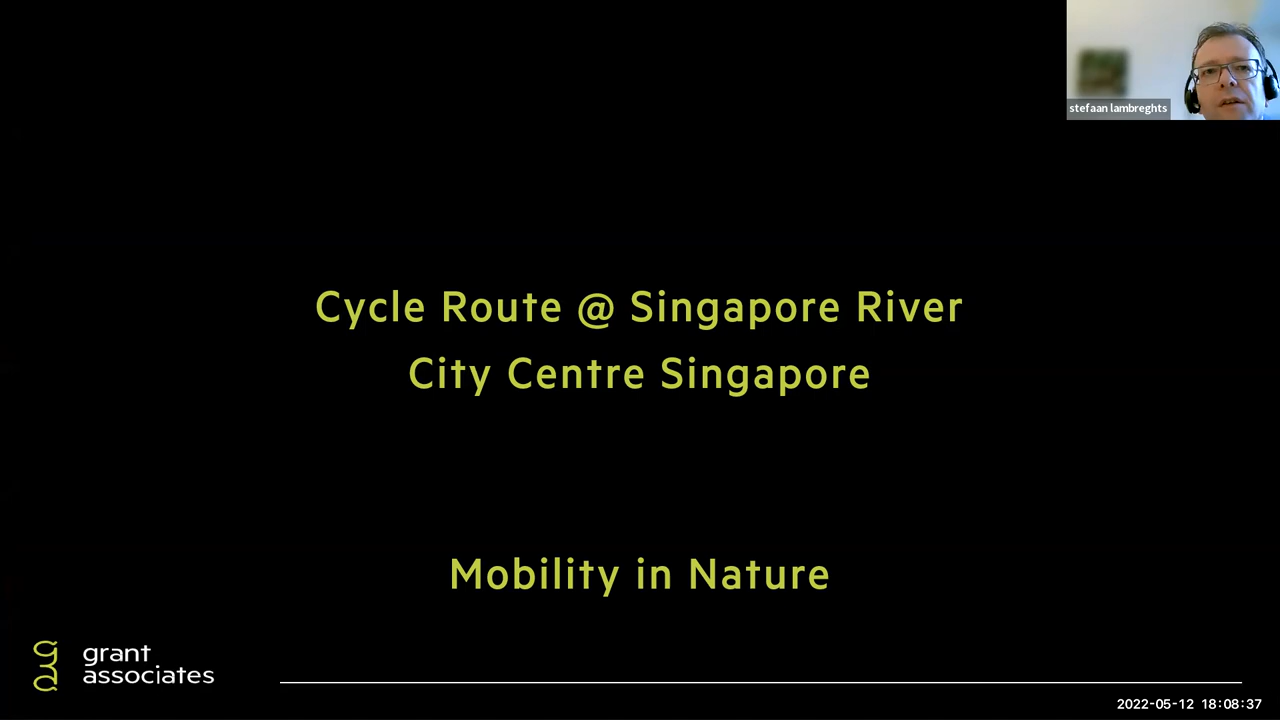 stefaan lambreghts
Cycle Route @ Singapore River
City Centre Singapore
Mobility in Nature
grant
associates
2022-05-12 18:08:37